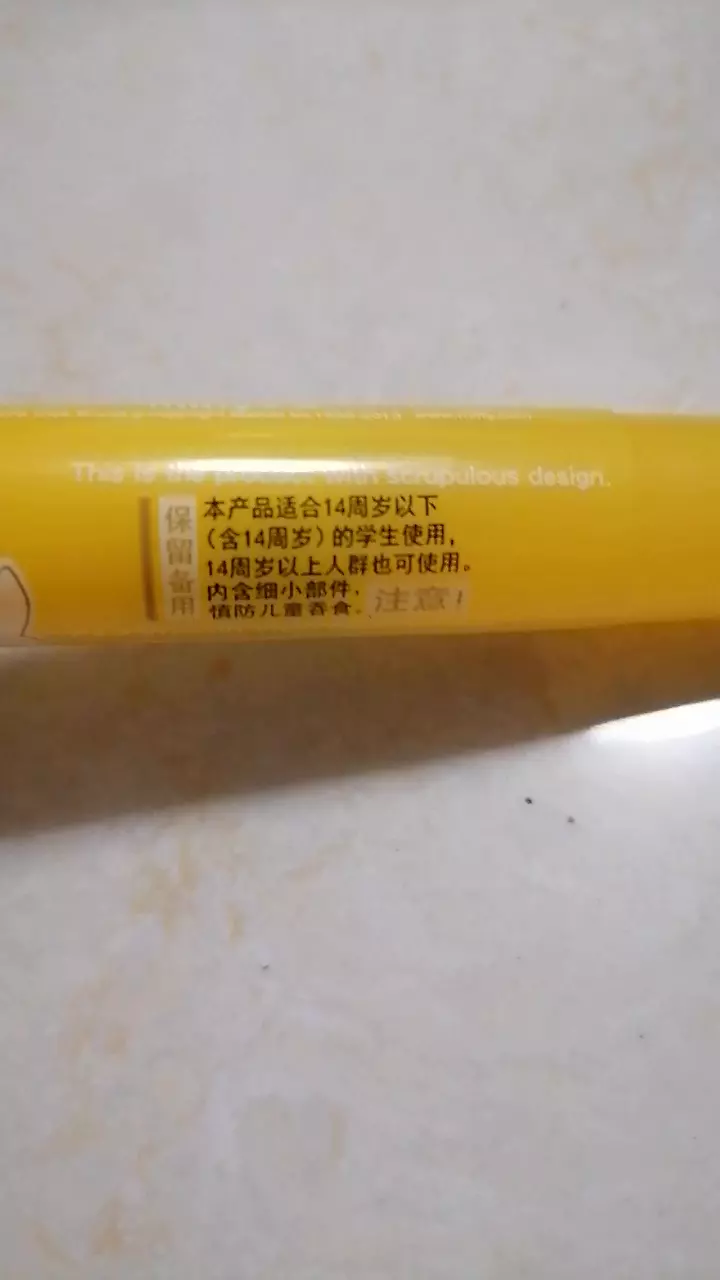 This is the product with scrupulous design.
保留备用
本产品适合14周岁以下
(含14周岁)的学生使用,
14周岁以上人群也可使用。
内含细小部件,
慎防儿童吞食。 注意!